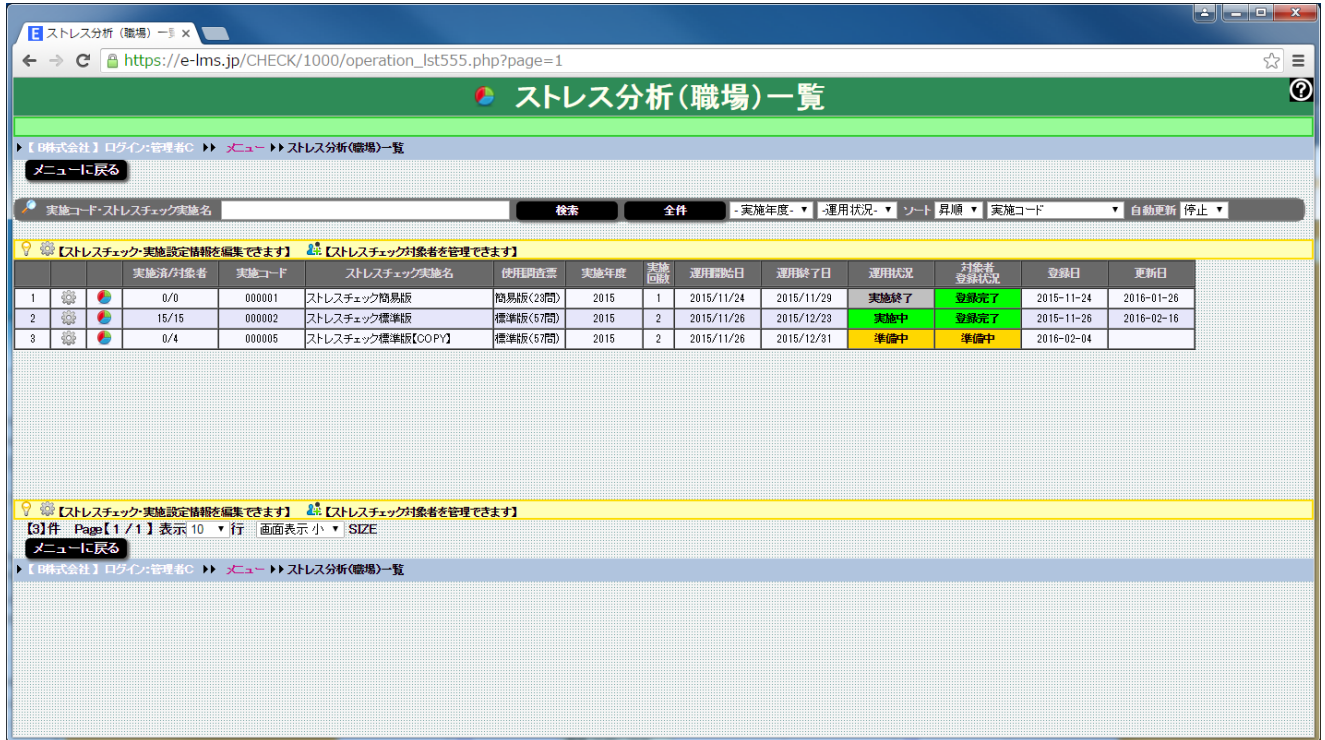 ストレス分析（職場）一覧
https://e-lms.jp/CHECK/1000/operation_lst555.php?page=1
ストレス分析(職場)一覧
【B株式会社】ログイン:管理者C メニュー ストレス分析(職場)一覧
メニューに戻る
実施コード・ストレスチェック実施名 検索 全件 -実施年度- -運用状況- ソート 昇順 実施コード 自動更新 停止
【ストレスチェック・実施設定情報を編集できます】 【ストレスチェック対象者を管理できます】
実施済/対象者 実施コード ストレスチェック実施名 使用調査票 実施年度 実施回数 運用開始日 運用終了日 運用状況 対象者登録状況 登録日 更新日
1 0/0 000001 ストレスチェック簡易版 簡易版(23問) 2015 1 2015/11/24 2015/11/29 実施終了 登録完了 2015-11-24 2016-01-26
2 15/15 000002 ストレスチェック標準版 標準版(57問) 2015 2 2015/11/26 2015/12/23 実施中 登録完了 2015-11-26 2016-02-16
3 0/4 000005 ストレスチェック標準版【COPY】 標準版(57問) 2015 2 2015/11/26 2015/12/31 準備中 準備中 2016-02-04
【ストレスチェック・実施設定情報を編集できます】 【ストレスチェック対象者を管理できます】
【3】件 Page【1/1】表示 10 行 画面表示 小 SIZE
メニューに戻る
【B株式会社】ログイン:管理者C メニュー ストレス分析(職場)一覧